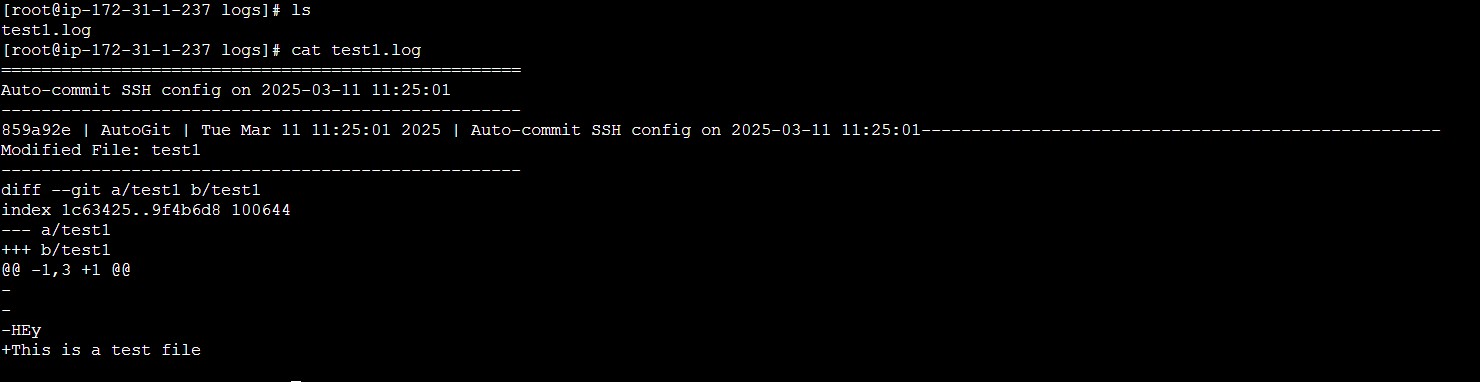 [root@ip-172-31-1-237 logs]# ls
test1.log
[root@ip-172-31-1-237 logs]# cat test1.log
====================================================
Auto-commit SSH config on 2025-03-11 11:25:01
----------------------------------------------------
859a92e | AutoGit | Tue Mar 11 11:25:01 2025 | Auto-commit SSH config on 2025-03-11 11:25:01----------------------------------------------------
Modified File: test1
----------------------------------------------------
diff --git a/test1 b/test1
index 1c63425..9f4b6d8 100644
--- a/test1
+++ b/test1
@@ -1,3 +1 @@
-
-
-HEy
+This is a test file